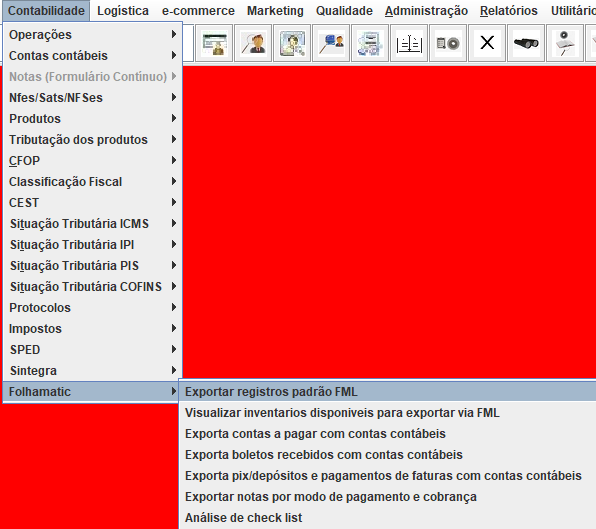 Contabilidade Logística e-commerce Marketing Qualidade Administração Relatórios Utilitário
Operações
Contas contábeis
Notas (Formulário Contínuo)
Nfes/Sats/NFSes
Produtos
Tributação dos produtos
CFOP
Classificação Fiscal
CEST
Situação Tributária ICMS
Situação Tributária IPI
Situação Tributária PIS
Situação Tributária COFINS
Protocolos
Impostos
SPED
Sintegra
Folhamatic
Exportar registros padrão FML
Visualizar inventarios disponiveis para exportar via FML
Exporta contas a pagar com contas contábeis
Exporta boletos recebidos com contas contábeis
Exporta pix/depósitos e pagamentos de faturas com contas contábeis
Exportar notas por modo de pagamento e cobrança
Análise de check list